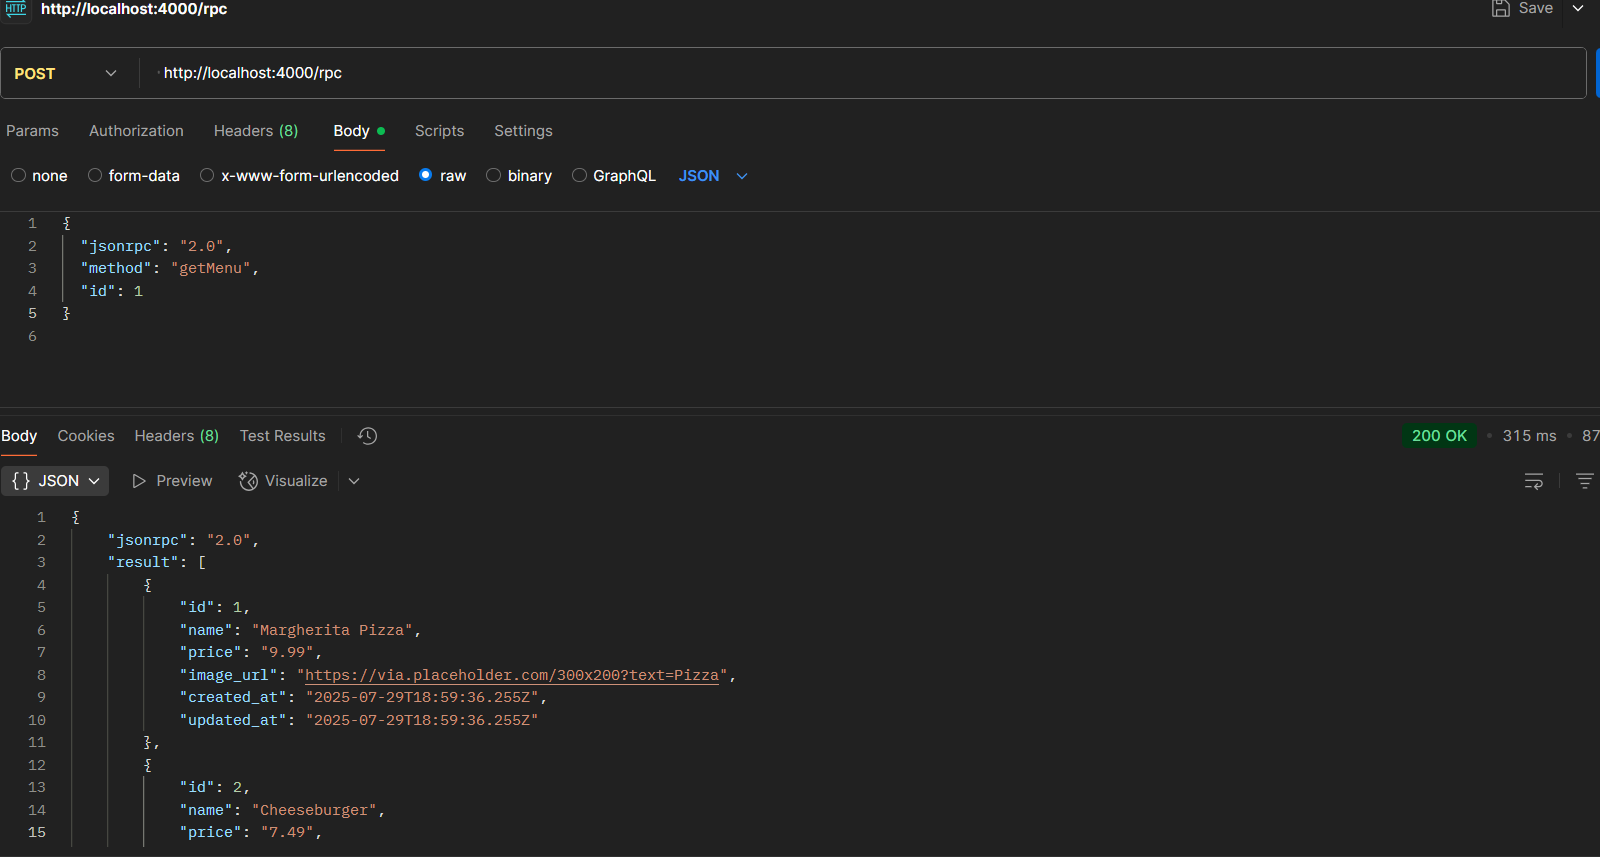 HTTP http://localhost:4000/rpc Save
POST http://localhost:4000/rpc
Params Authorization Headers (8) Body Scripts Settings
none form-data x-www-form-urlencoded raw binary GraphQL JSON
1 {
2 "jsonrpc": "2.0",
3 "method": "getMenu",
4 "id": 1
5 }
6
Body Cookies Headers (8) Test Results 200 OK • 315 ms • 87
{ } JSON Preview Visualize
1 {
2 "jsonrpc": "2.0",
3 "result": [
4 {
5 "id": 1,
6 "name": "Margherita Pizza",
7 "price": "9.99",
8 "image_url": "https://via.placeholder.com/300x200?text=Pizza",
9 "created_at": "2025-07-29T18:59:36.255Z",
10 "updated_at": "2025-07-29T18:59:36.255Z"
11 },
12 {
13 "id": 2,
14 "name": "Cheeseburger",
15 "price": "7.49",